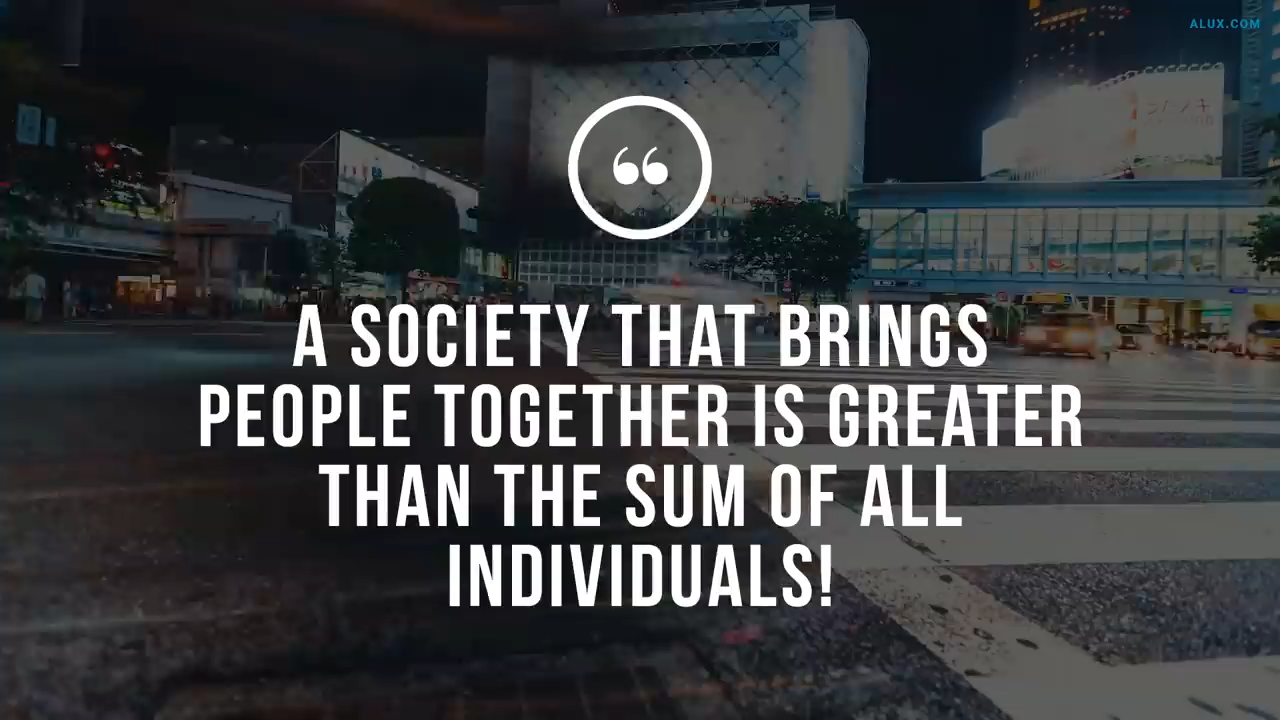 ALUX.COM
“
A SOCIETY THAT BRINGS
PEOPLE TOGETHER IS GREATER
THAN THE SUM OF ALL
INDIVIDUALS!